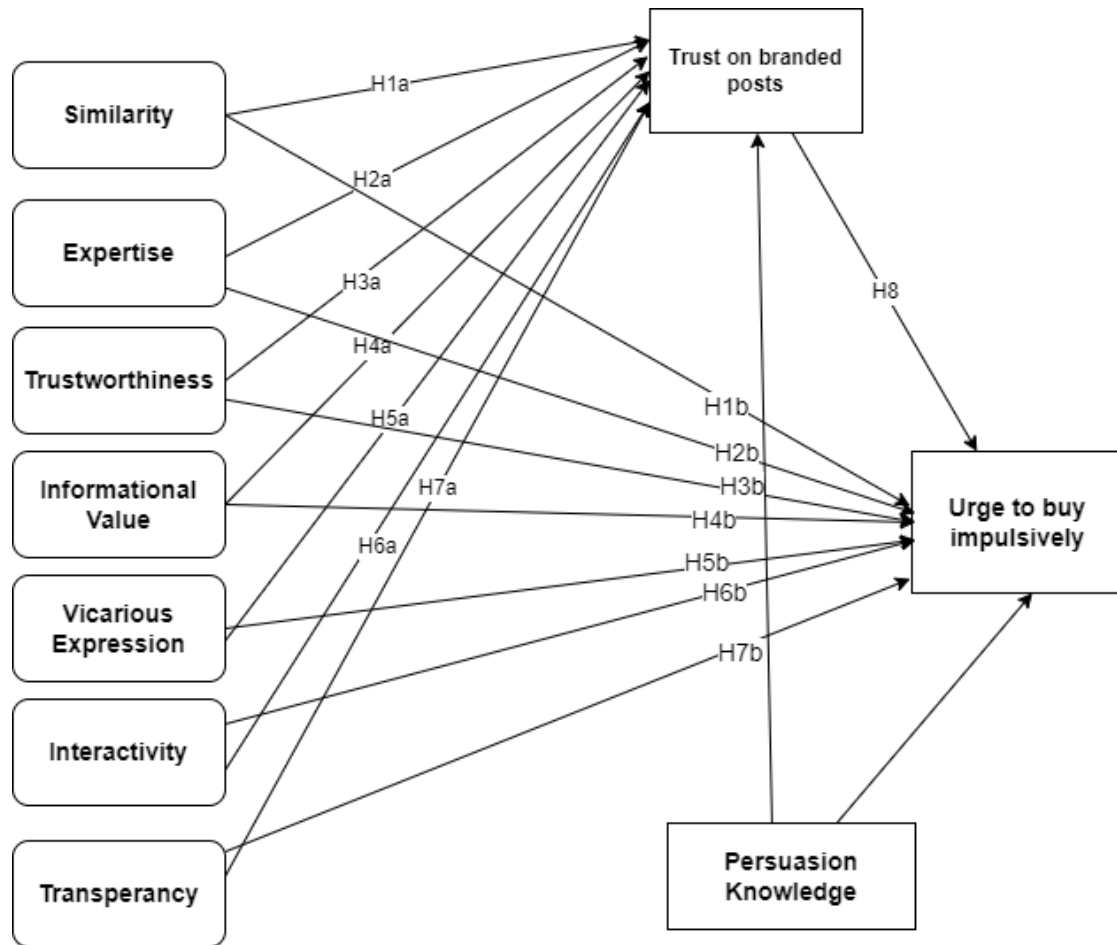 Trust on branded
posts
Similarity
H1a
H2a
Expertise
H3a
H8
H4a
Trustworthiness
H1b
H5a
H2b
Informational
Value
H7a
H3b
H4b
Urge to buy
impulsively
H6a
H5b
H6b
Vicarious
Expression
H7b
Interactivity
Persuasion
Knowledge
Transperancy